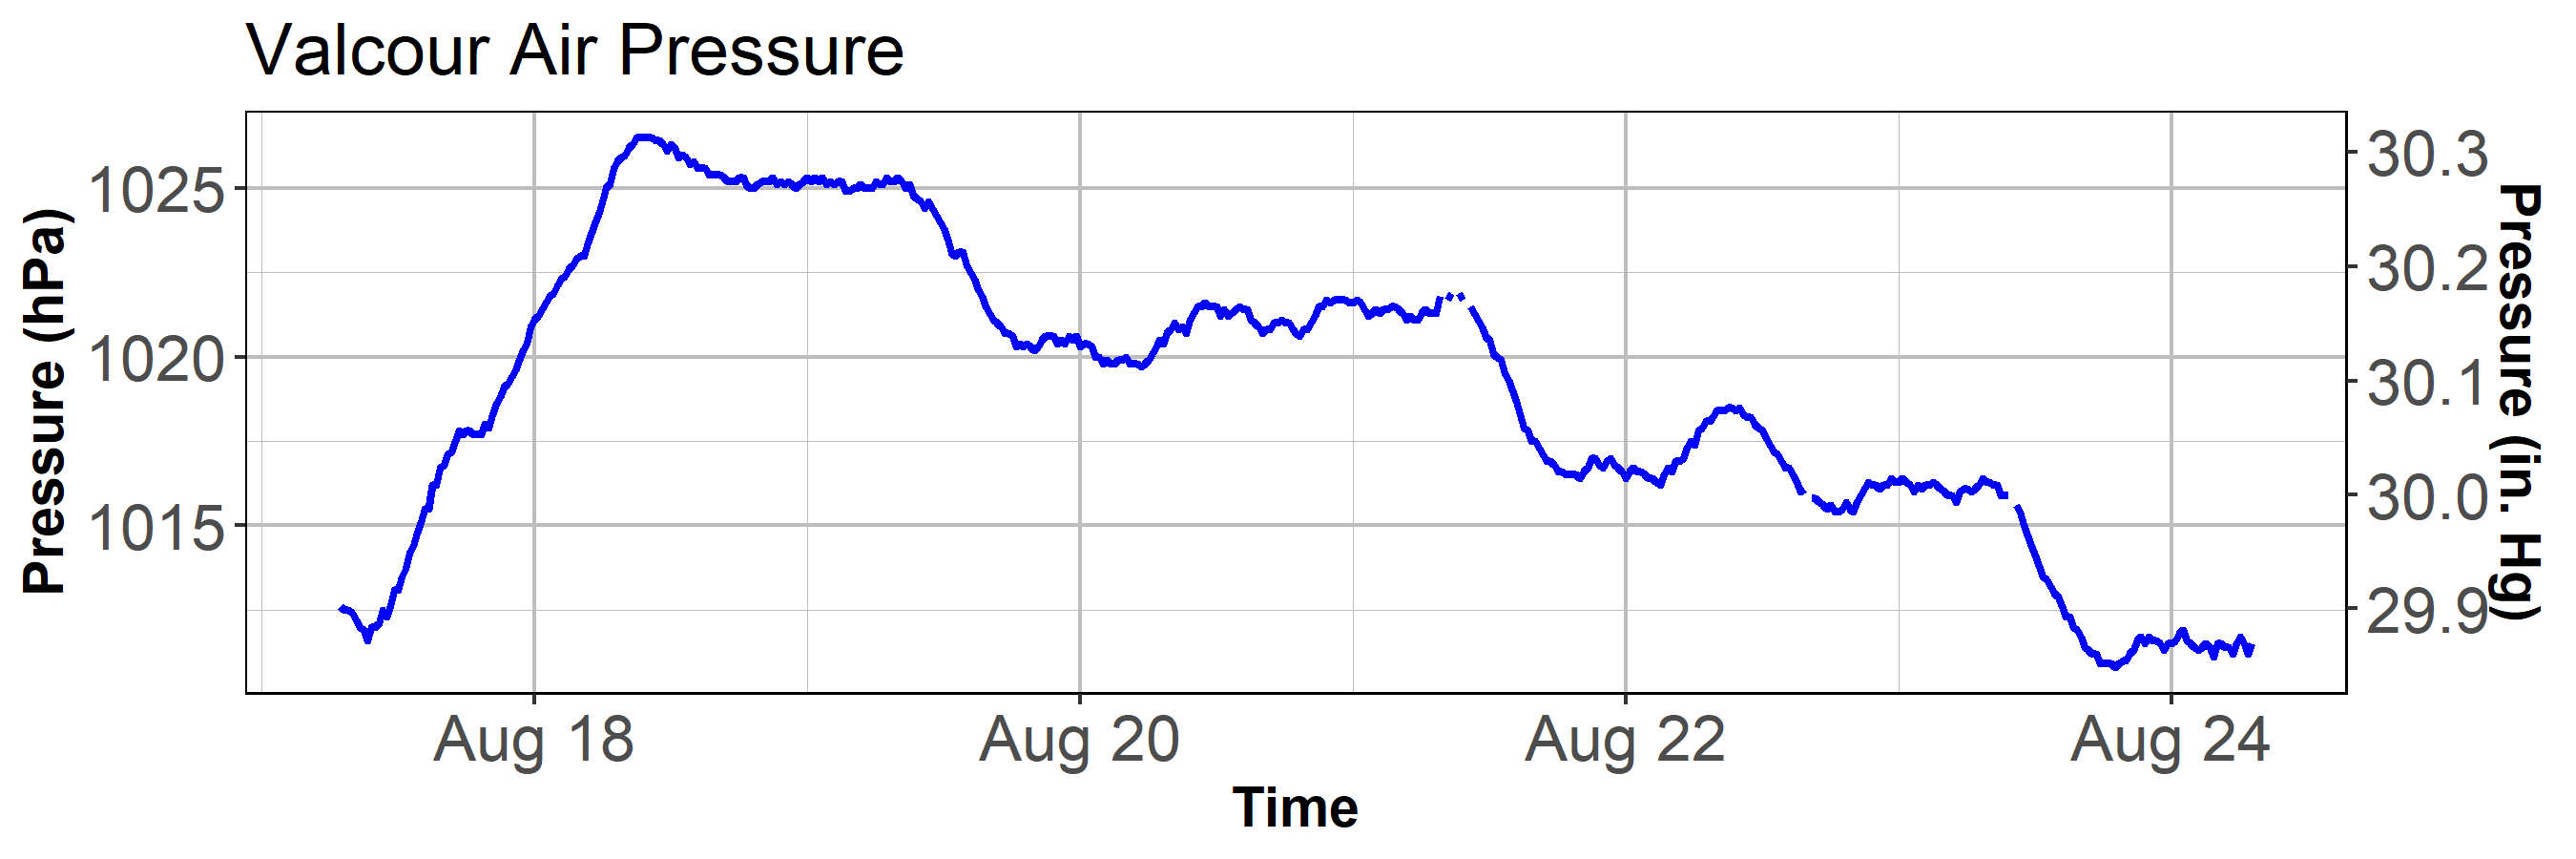 Valcour Air Pressure
Pressure (hPa)
1025
1020
1015
30.3
30.2
30.1
30.0
29.9
Pressure (in. Hg)
Aug 18
Aug 20
Aug 22
Aug 24
Time